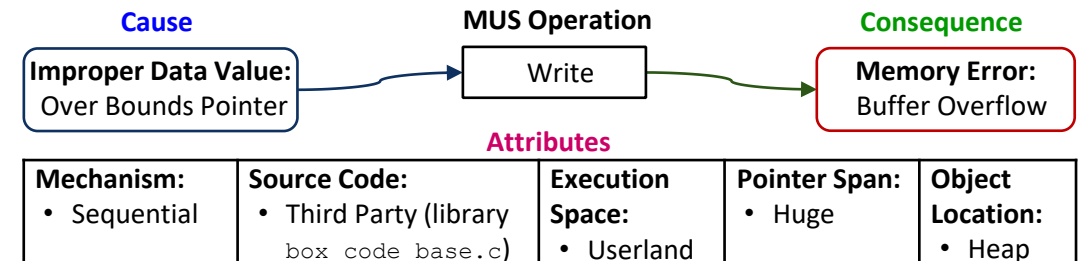 Cause MUS Operation Consequence
Improper Data Value:
Over Bounds Pointer
Write
Memory Error:
Buffer Overflow
Attributes
Mechanism:
• Sequential
Source Code:
• Third Party (library
box code base.c)
Execution
Space:
• Userland
Pointer Span:
• Huge
Object
Location:
• Heap